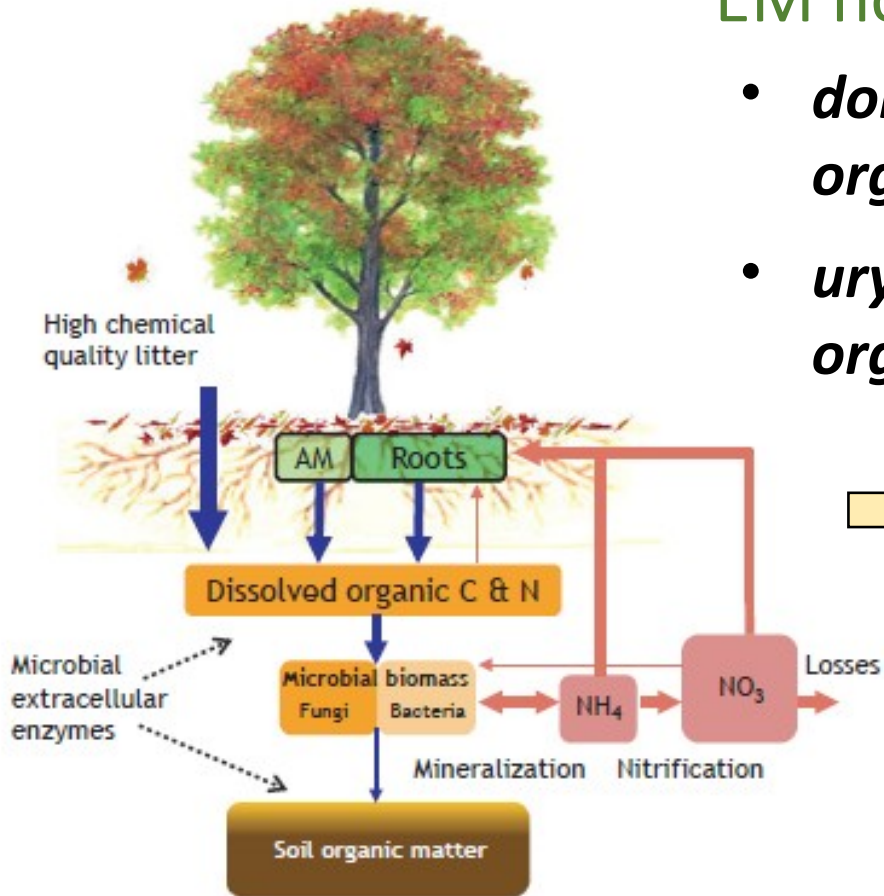 High chemical
quality litter
AM
Roots
Dissolved organic C & N
Microbial
extracellular
enzymes
Microbial biomass
Fungi
Bacteria
NH₄
NO₃
Losses
Mineralization
Nitrification
Soil organic matter